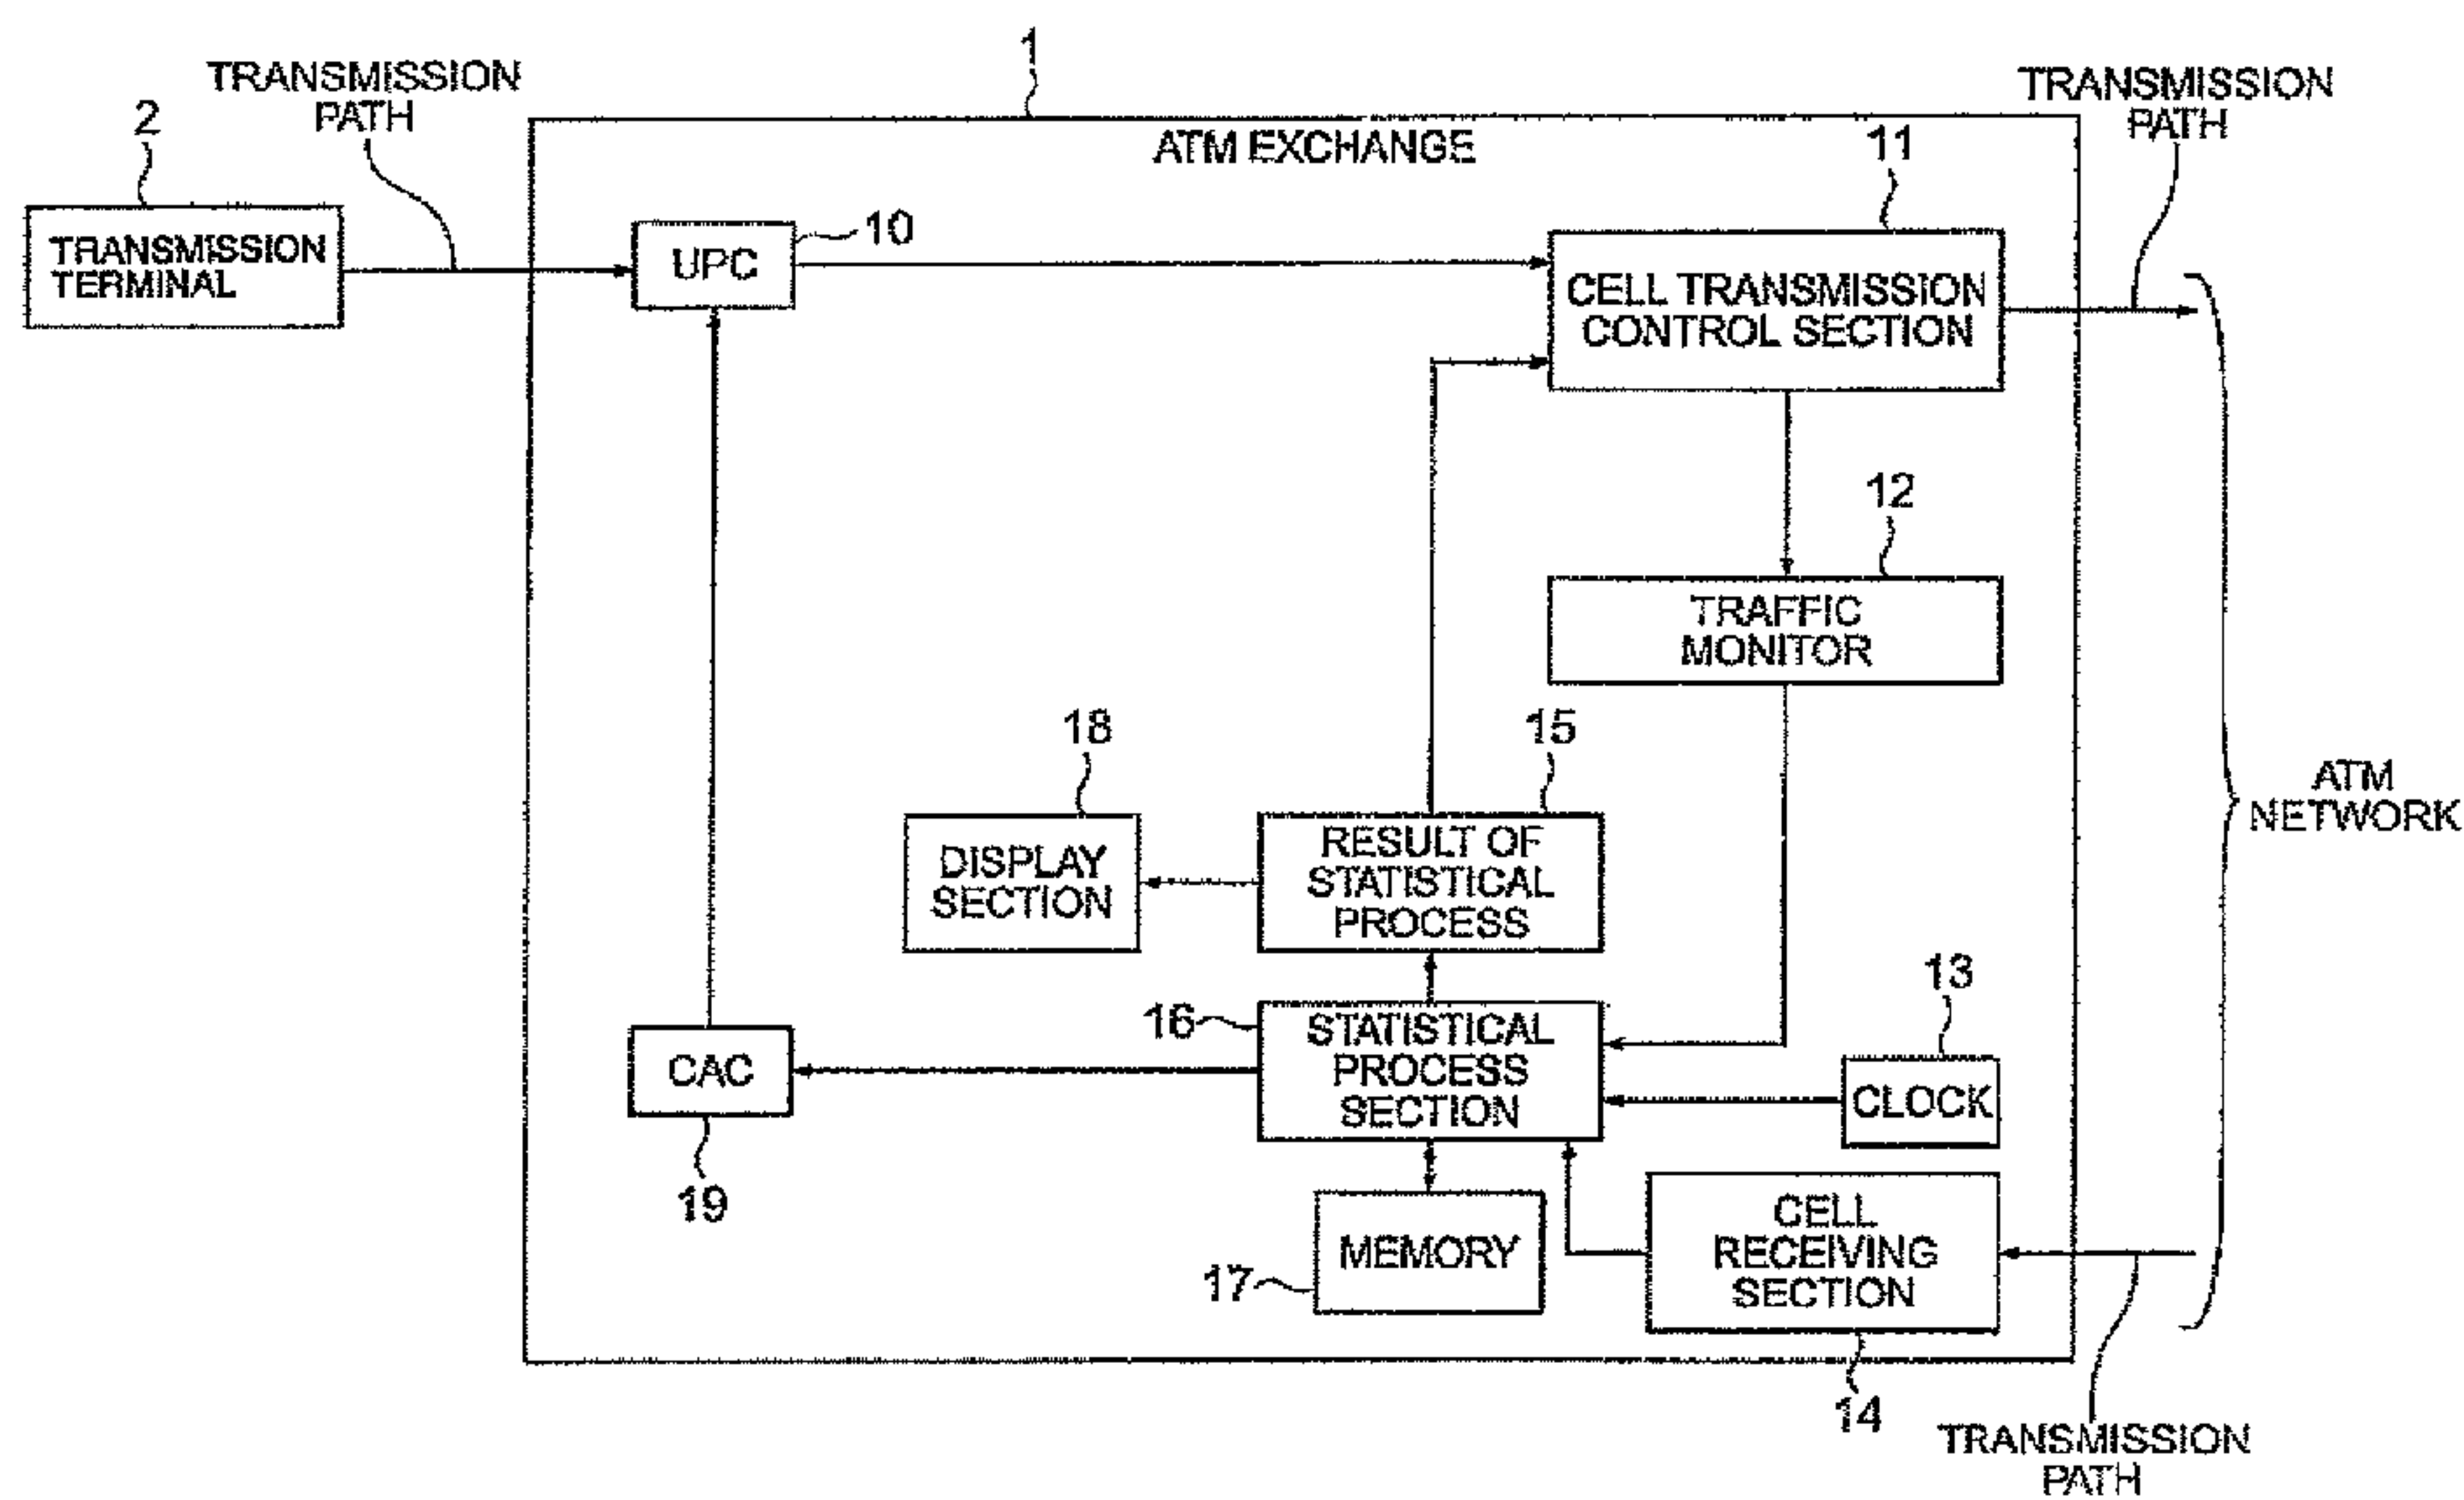 1
TRANSMISSION
PATH
TRANSMISSION
PATH
2
ATM EXCHANGE
11
TRANSMISSION
TERMINAL
UPC
10
CELL TRANSMISSION
CONTROL SECTION
12
TRAFFIC
MONITOR
18
15
DISPLAY
SECTION
RESULT OF
STATISTICAL
PROCESS
ATM
NETWORK
13
16
STATISTICAL
PROCESS
SECTION
CAC
CLOCK
19
17
MEMORY
CELL
RECEIVING
SECTION
14
TRANSMISSION
PATH